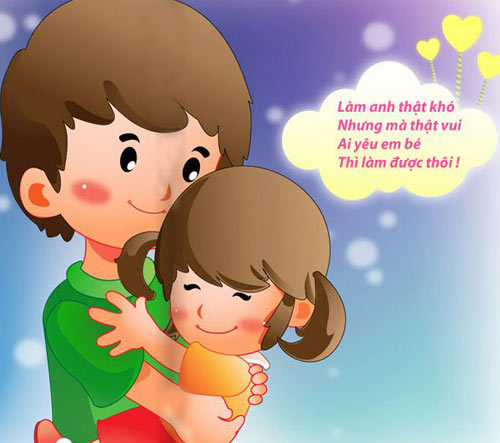 Làm anh thật khó
Nhưng mà thật vui
Ai yêu em bé
Thì làm được thôi !